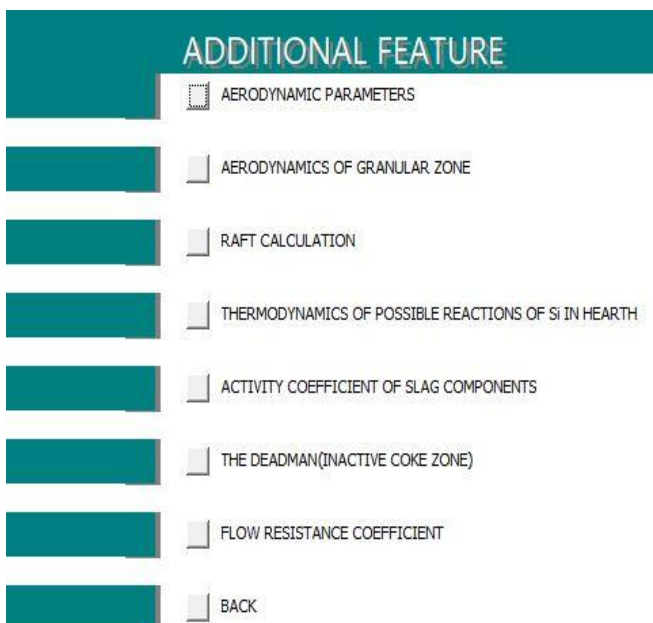 ADDITIONAL FEATURE
AERODYNAMIC PARAMETERS
AERODYNAMICS OF GRANULAR ZONE
RAFT CALCULATION
THERMODYNAMICS OF POSSIBLE REACTIONS OF Si IN HEARTH
ACTIVITY COEFFICIENT OF SLAG COMPONENTS
THE DEADMAN(INACTIVE COKE ZONE)
FLOW RESISTANCE COEFFICIENT
BACK